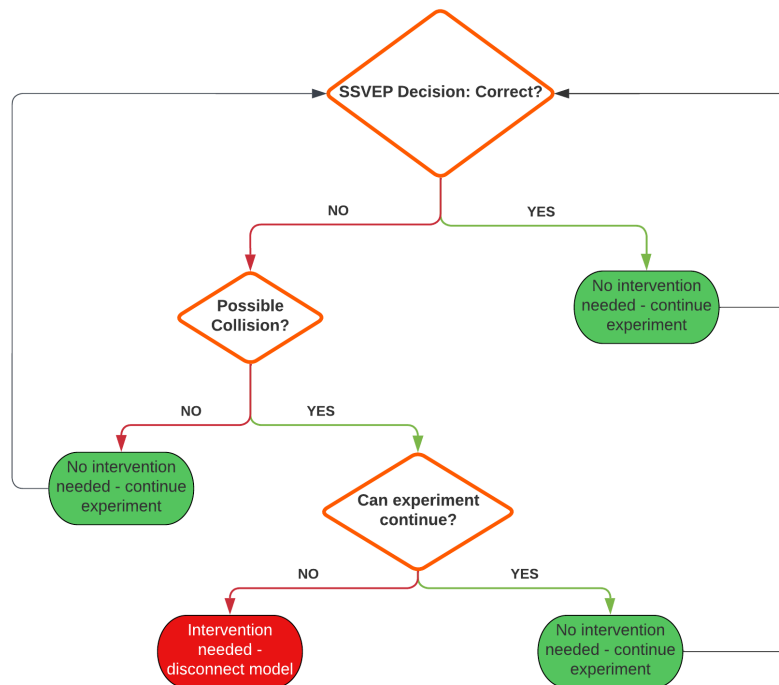 SSVEP Decision: Correct?
NO
YES
No intervention
needed - continue
experiment
Possible
Collision?
NO
YES
No intervention
needed - continue
experiment
Can experiment
continue?
NO
YES
Intervention
needed -
disconnect model
No intervention
needed - continue
experiment